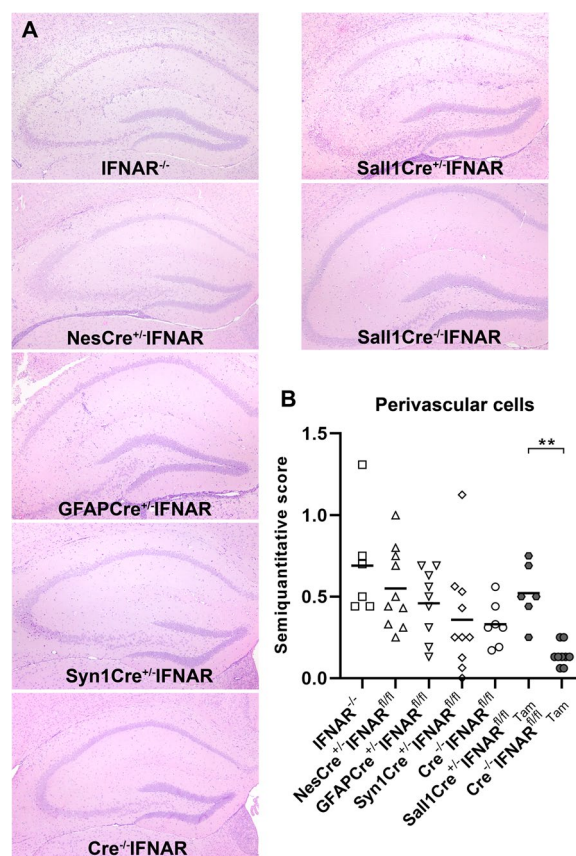 A
IFNAR-/-
Sall1Cre+/-IFNAR
NesCre+/-IFNAR
Sall1Cre-/-IFNAR
GFAPCre+/-IFNAR
Syn1Cre+/-IFNAR
Cre-/-IFNAR
B
Perivascular cells
**
Semiquantitative score
1.5
1.0
0.5
0.0
IFNAR-/-
NesCre+/-IFNARfl/fl
GFAPCre+/-IFNARfl/fl
Syn1Cre+/-IFNARfl/fl
Cre-/-IFNARfl/fl
Sall1Cre+/-IFNARfl/fl Tam
Cre-/-IFNARfl/fl Tam